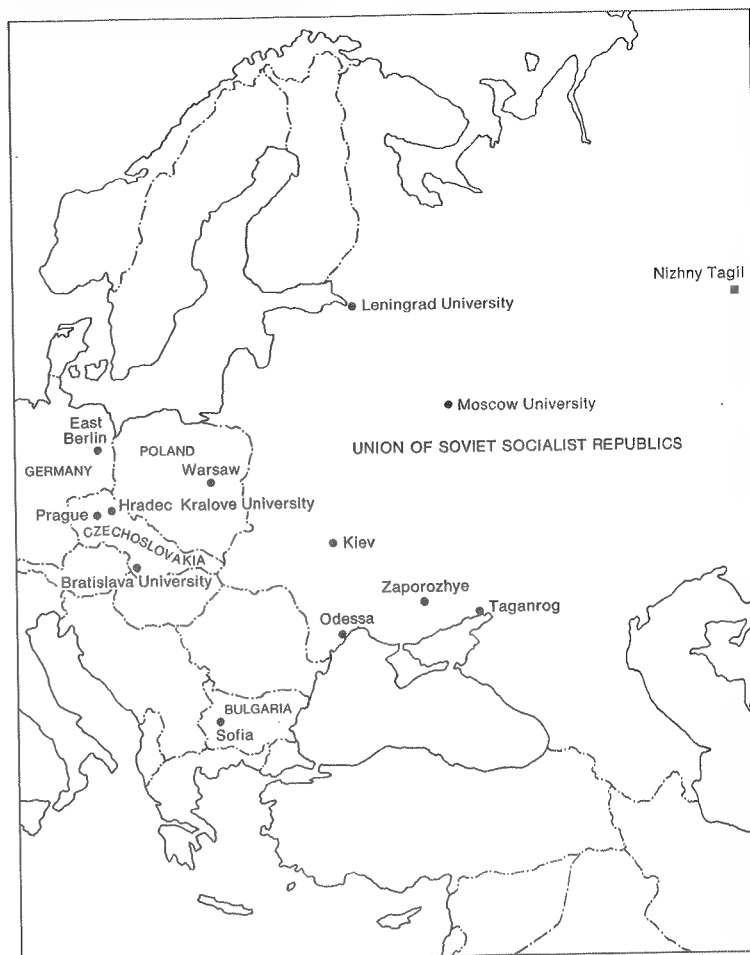 Nizhny Tagil
Leningrad University
Moscow University
East
Berlin
POLAND
UNION OF SOVIET SOCIALIST REPUBLICS
GERMANY
Warsaw
Hradec Kralove University
Prague
CZECHOSLOVAKIA
Kiev
Bratislava University
Zaporozhye
Taganrog
Odessa
BULGARIA
Sofia